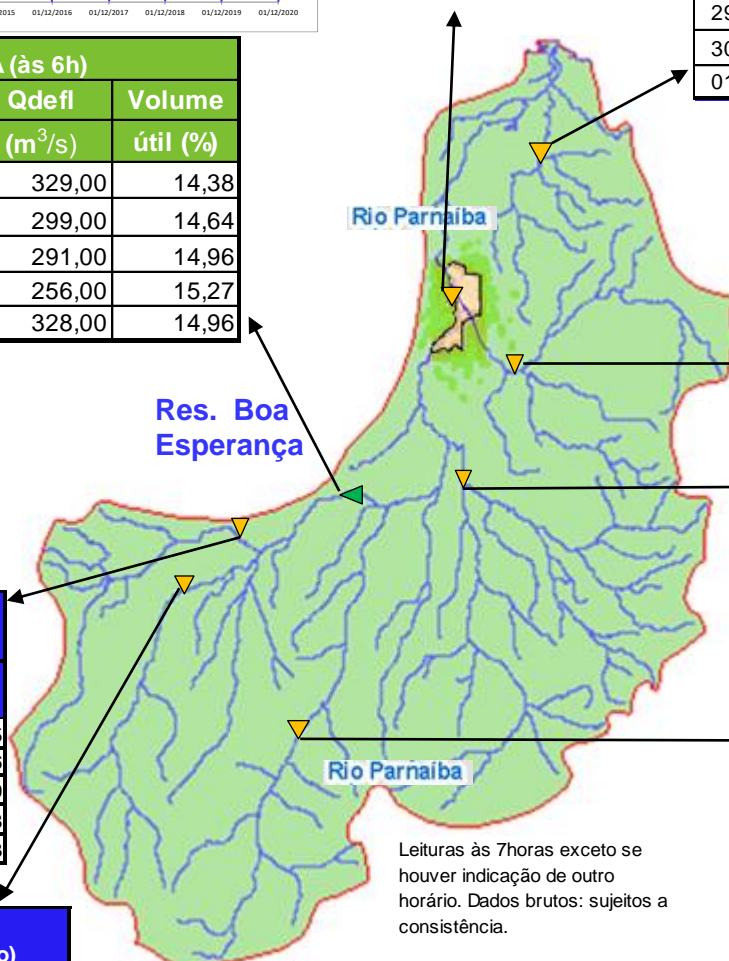 2015 01/12/2016 01/12/2017 01/12/2018 01/12/2019 01/12/2020
29
30
01
(às 6h)
Qdefl Volume
(m³/s) útil (%)
329,00 14,38
299,00 14,64
291,00 14,96
256,00 15,27
328,00 14,96
Rio Parnaíba
Res. Boa
Esperança
Rio Parnaíba
Leituras às 7horas exceto se
houver indicação de outro
horário. Dados brutos: sujeitos a
consistência.